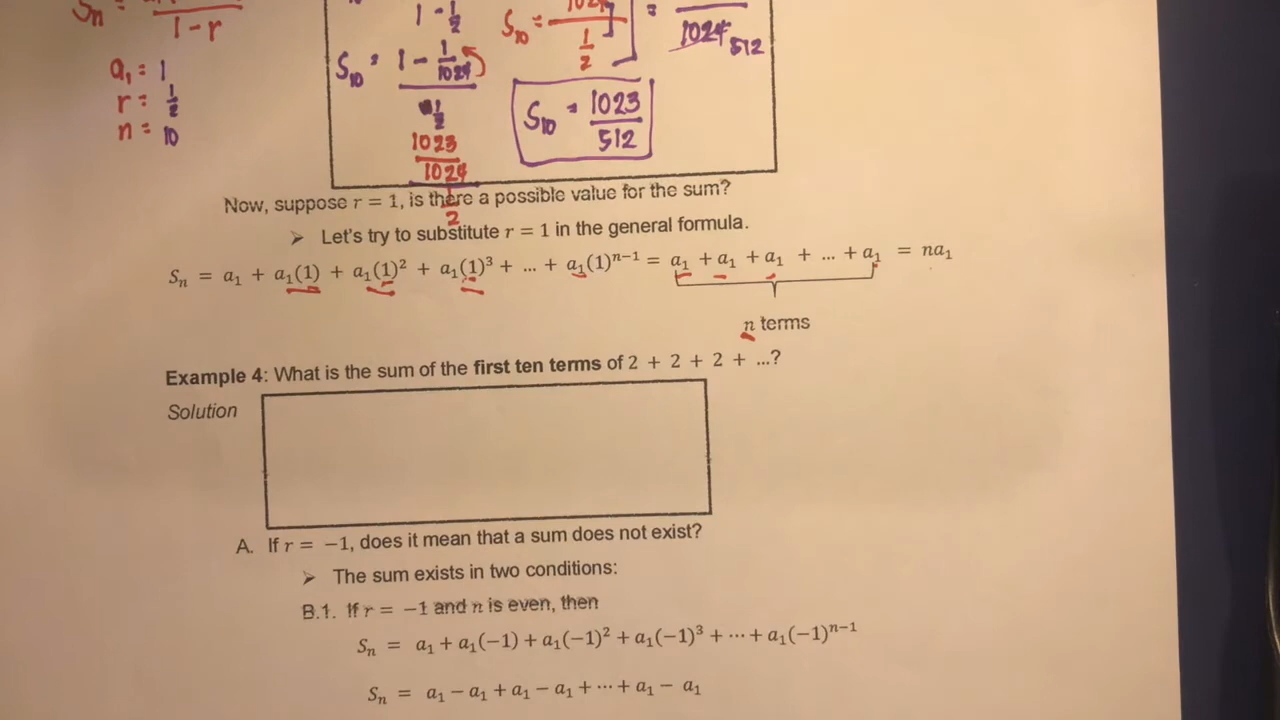 Sₙ =
1 - r
a₁ = 1
r = 1/2
n = 10
1 - 1/2
S₁₀ = 1 - 1/1024
1/2
1023/1024
1/2
S₁₀ =
1/2
=
1024 512
S₁₀ = 1023/512
Now, suppose r = 1, is there a possible value for the sum?
➤ Let's try to substitute r = 1 in the general formula.
Sₙ = a₁ + a₁(1) + a₁(1)² + a₁(1)³ + ... + a₁(1)ⁿ⁻¹ = a₁ + a₁ + a₁ + ... + a₁ = na₁
n terms
Example 4: What is the sum of the first ten terms of 2 + 2 + 2 + ...?
Solution
A. If r = −1, does it mean that a sum does not exist?
➤ The sum exists in two conditions:
B.1. If r = −1 and n is even, then
Sₙ = a₁ + a₁(−1) + a₁(−1)² + a₁(−1)³ + ⋯ + a₁(−1)ⁿ⁻¹
Sₙ = a₁ − a₁ + a₁ − a₁ + ⋯ + a₁ − a₁